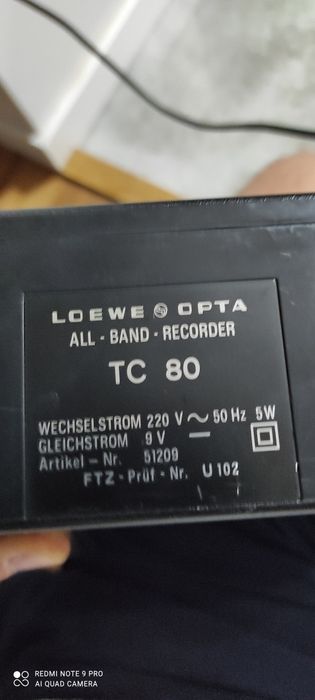 LOEWE OPTA
ALL - BAND - RECORDER
TC 80
WECHSELSTROM 220 V ~ 50 Hz 5W
GLEICHSTROM 9 V
Artikel - Nr. 51209
FTZ - Prüf - Nr. U 102
REDMI NOTE 9 PRO
AI QUAD CAMERA